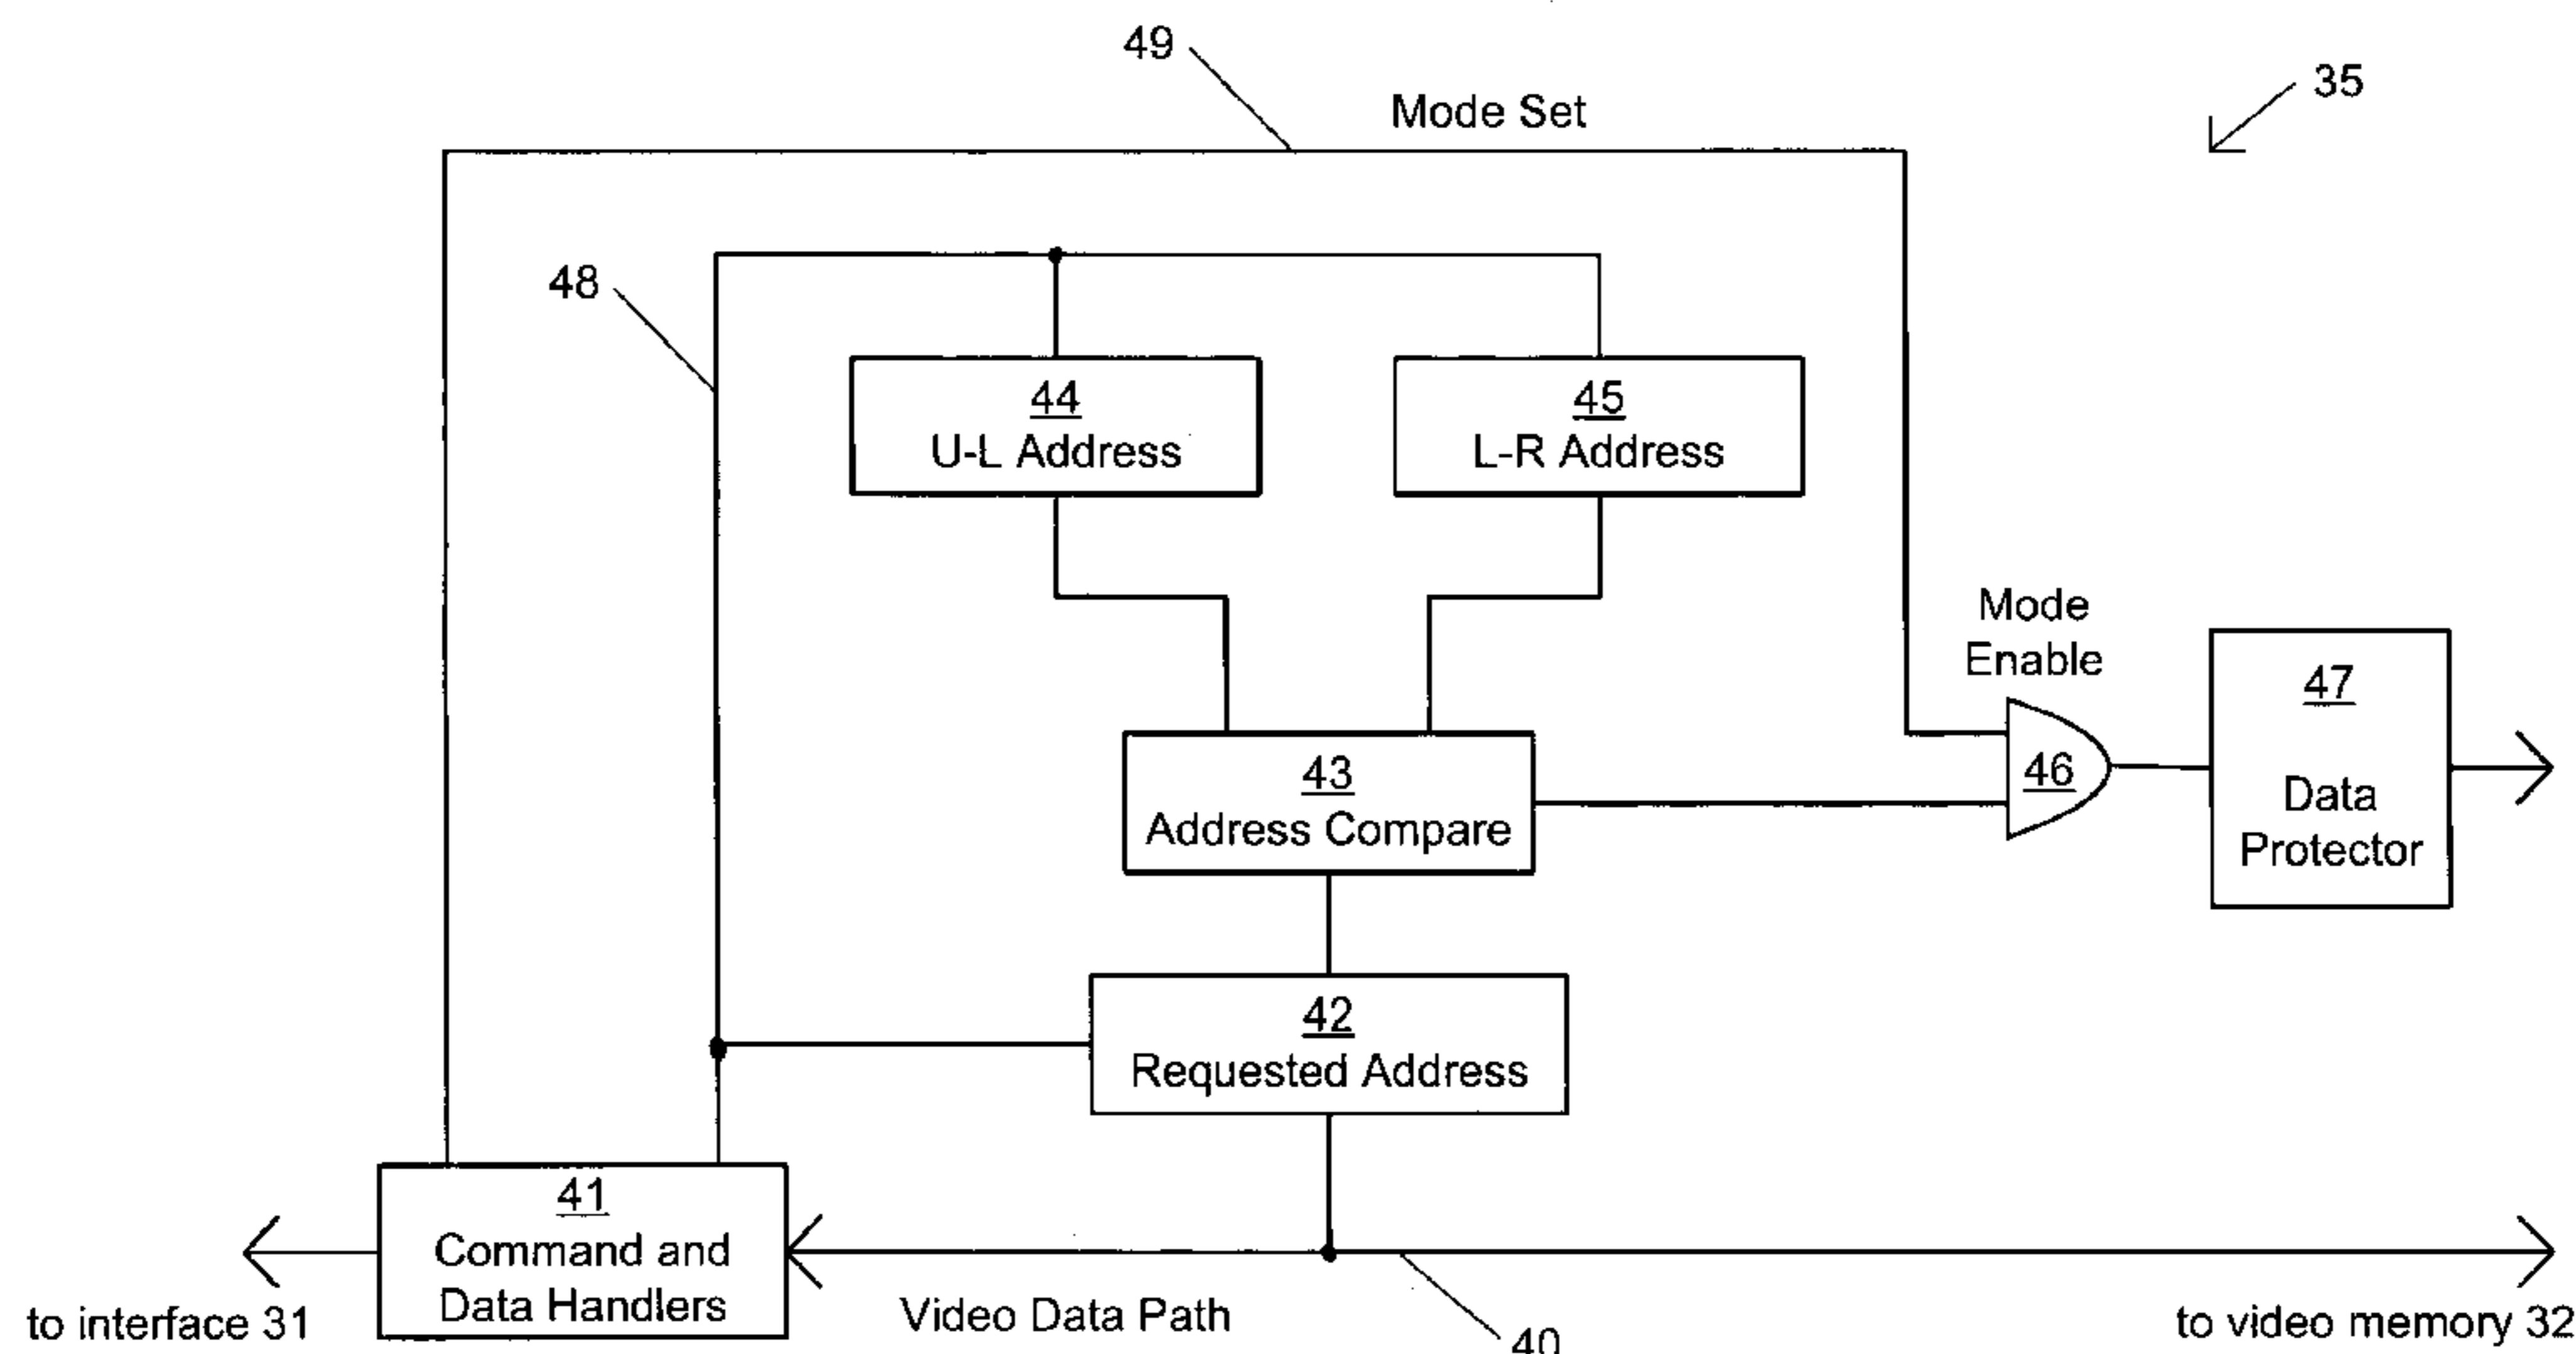 49
35
Mode Set
48
44
U-L Address
45
L-R Address
Mode
Enable
47
Data
Protector
46
43
Address Compare
42
Requested Address
41
Command and
Data Handlers
to interface 31
Video Data Path
40
to video memory 32